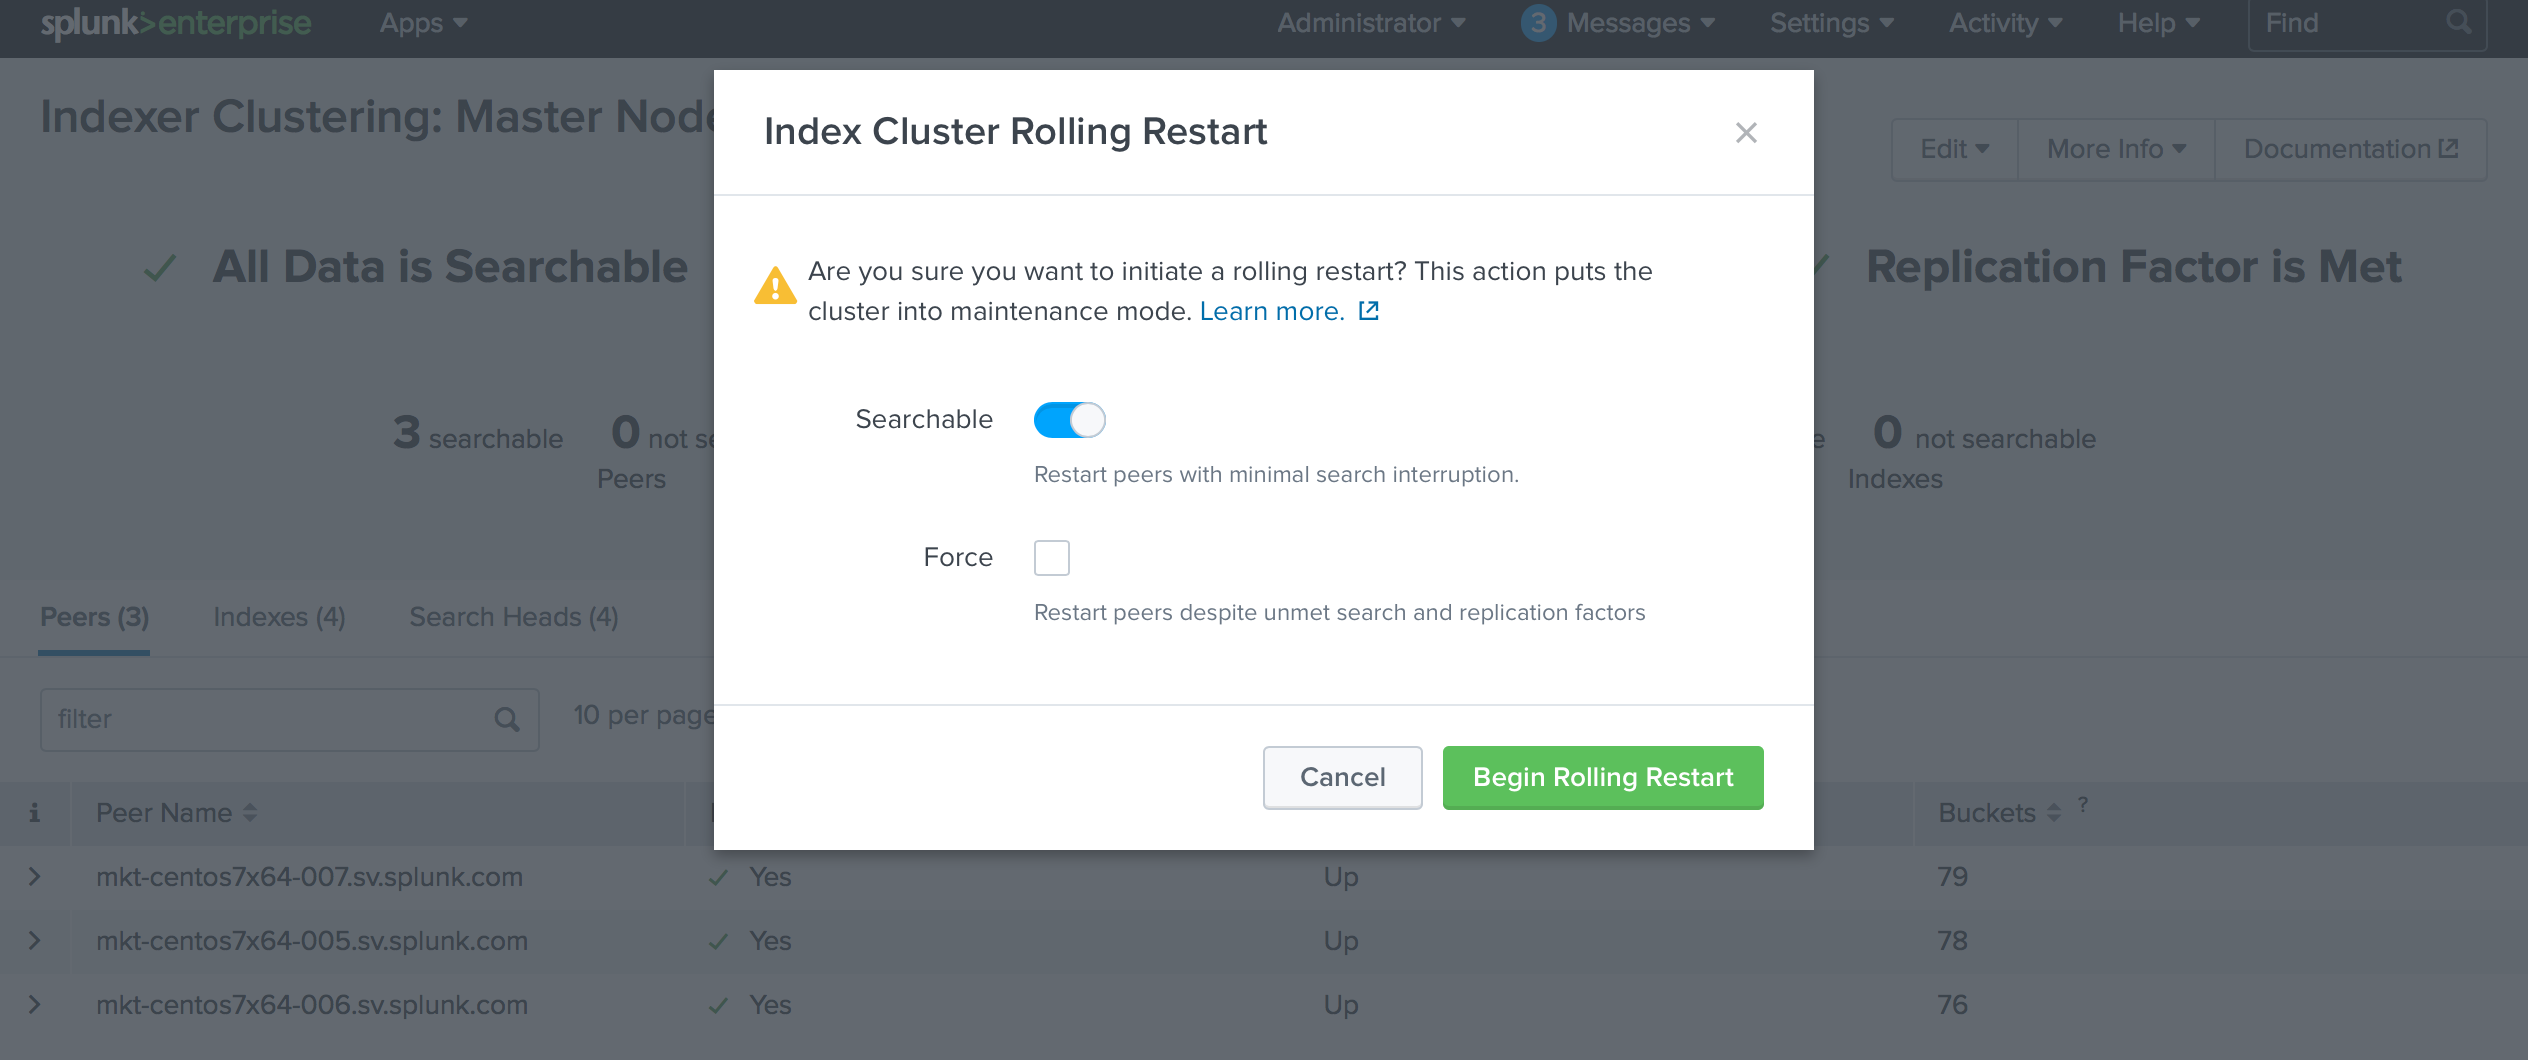 splunk>enterprise Apps Administrator 3 Messages Settings Activity Help Find
Indexer Clustering: Master Node
Edit More Info Documentation
Index Cluster Rolling Restart
All Data is Searchable
Replication Factor is Met
Are you sure you want to initiate a rolling restart? This action puts the
cluster into maintenance mode. Learn more.
3 searchable 0 not
Peers
0 not searchable
Indexes
Searchable
Restart peers with minimal search interruption.
Force
Restart peers despite unmet search and replication factors
Peers (3) Indexes (4) Search Heads (4)
filter 10 per page
Cancel Begin Rolling Restart
i Peer Name Buckets ?
mkt-centos7x64-007.sv.splunk.com Yes Up 79
mkt-centos7x64-005.sv.splunk.com Yes Up 78
mkt-centos7x64-006.sv.splunk.com Yes Up 76